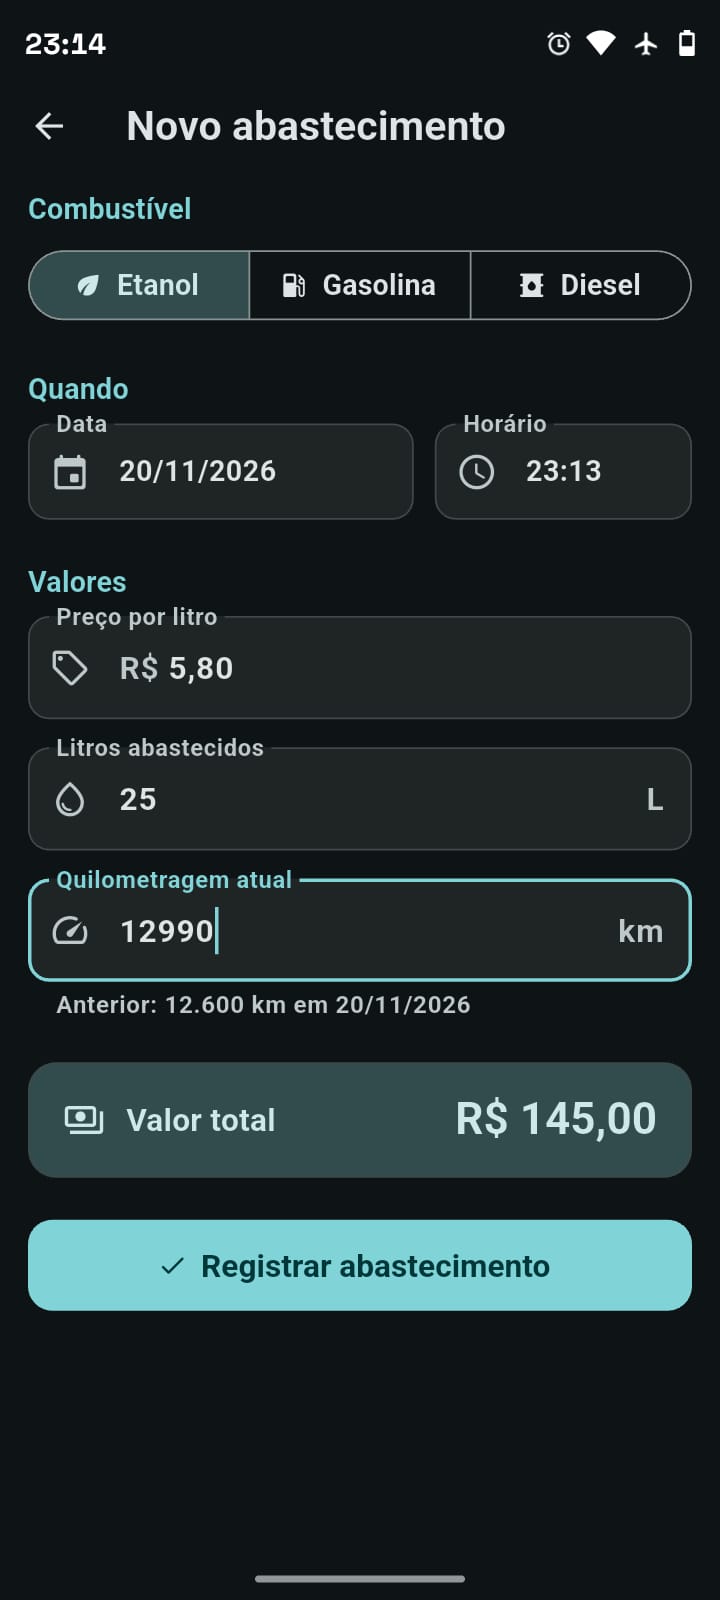 23:14
Novo abastecimento
Combustível
Etanol Gasolina Diesel
Quando
Data Horário
20/11/2026 23:13
Valores
Preço por litro
R$ 5,80
Litros abastecidos
25 L
Quilometragem atual
12990 km
Anterior: 12.600 km em 20/11/2026
Valor total R$ 145,00
Registrar abastecimento